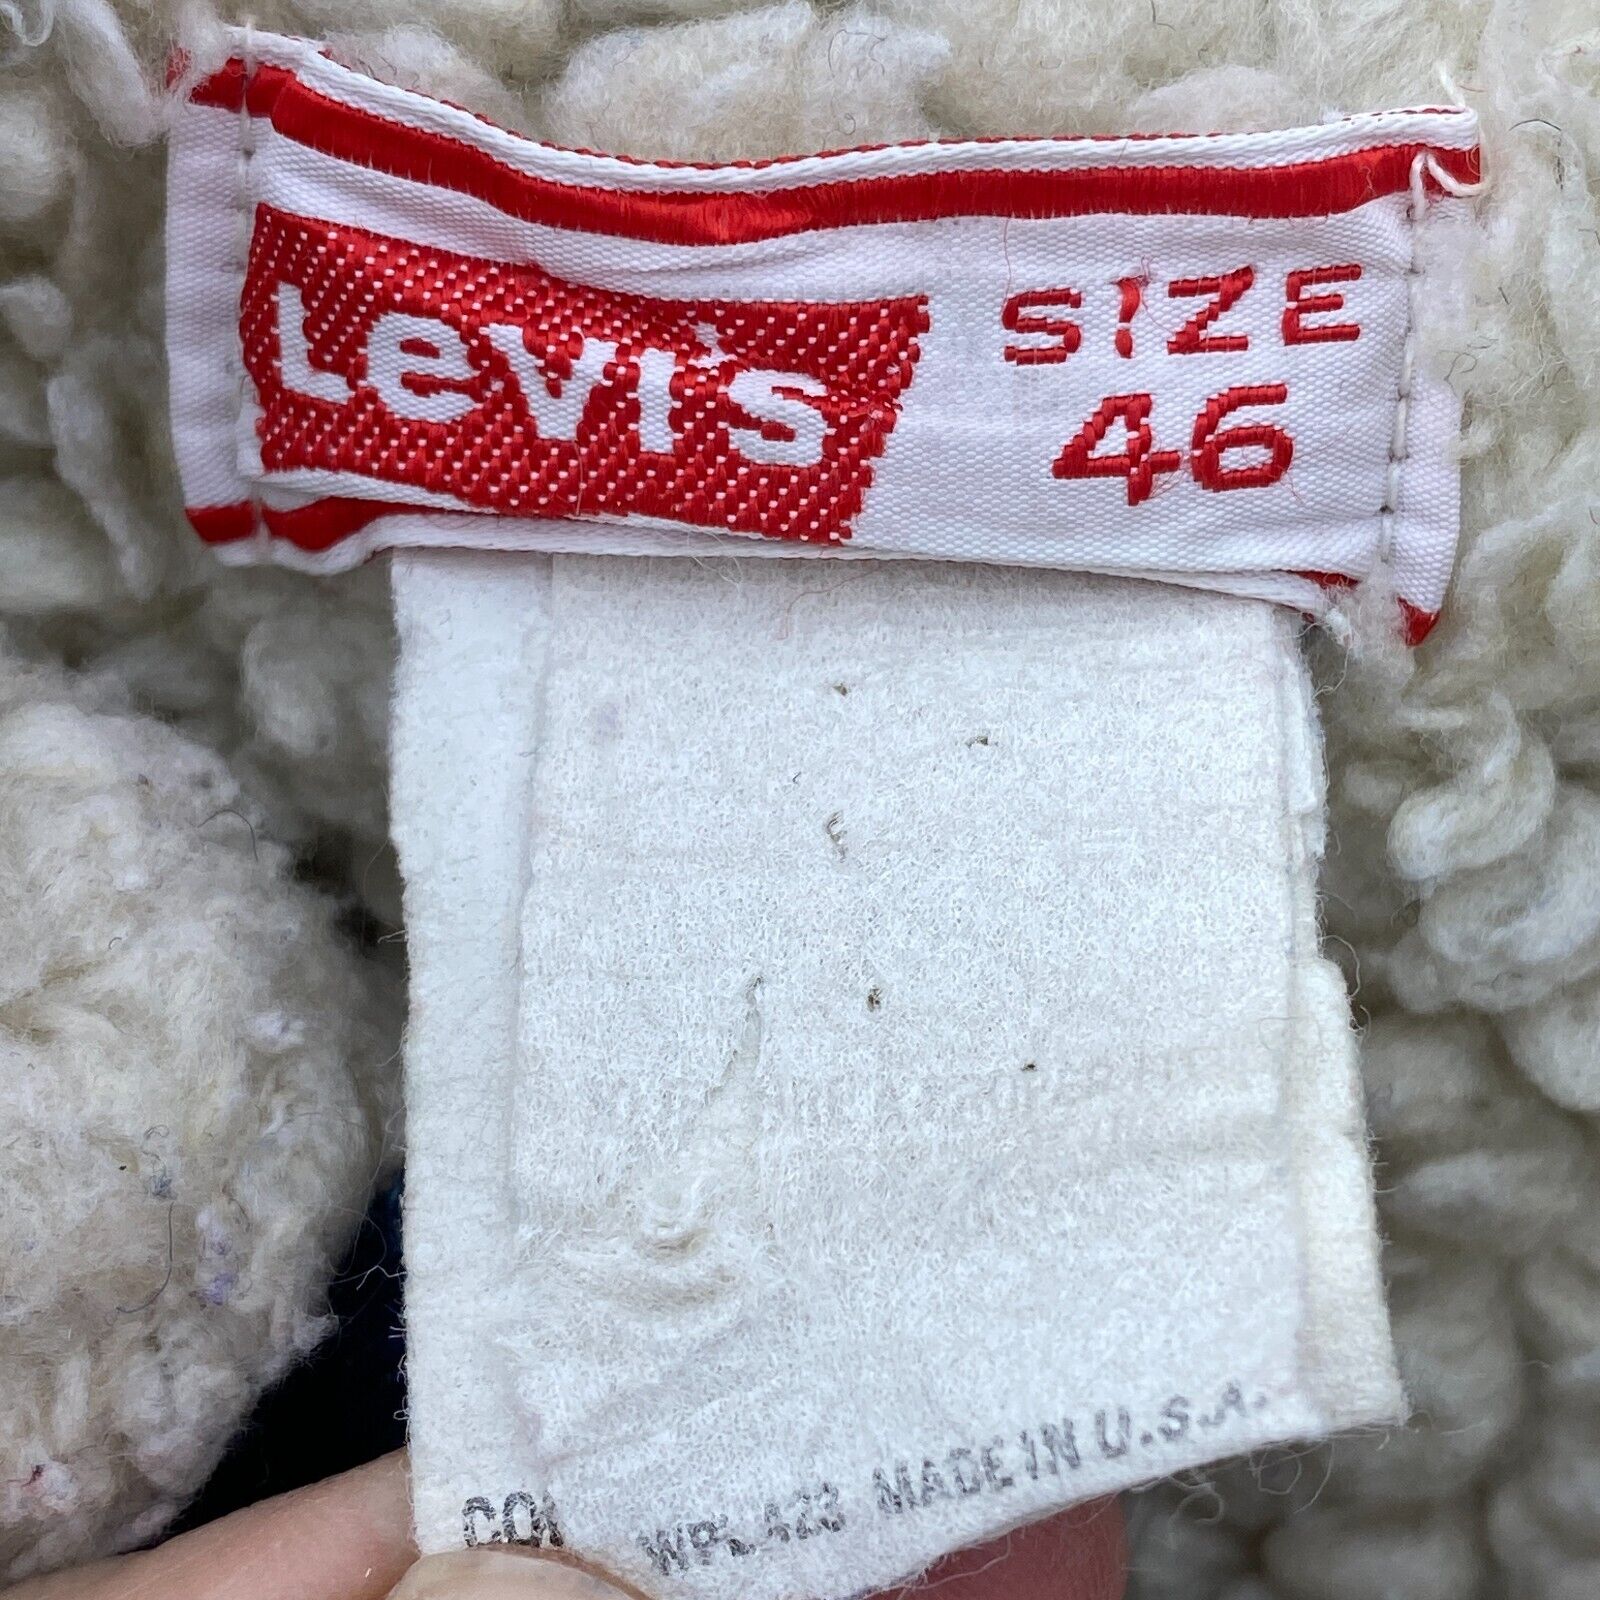 Levi's
SIZE
46
WPL 423 MADE IN U.S.A.